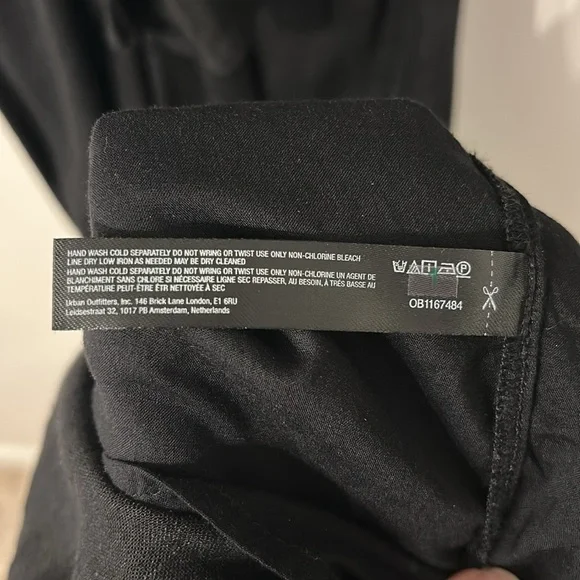 HAND WASH COLD SEPARATELY DO NOT WRING OR TWIST USE ONLY NON-CHLORINE BLEACH
LINE DRY LOW IRON AS NEEDED MAY BE DRY CLEANED
HAND WASH COLD SEPARATELY DO NOT WRING OR TWIST USE ONLY NON-CHLORINE UN AGENT DE
BLANCHIMENT SANS CHLORE SI NÉCESSAIRE LIGNE SEC REPASSER, AU BESOIN, À TRÉS BASSE AU
TEMPÉRATURE PEUT-ÊTRE ÉTR NETTOYÉE À SEC
Urban Outfitters, Inc. 146 Brick Lane London, E1 6RU
Leidsestraat 32, 1017 PB Amsterdam, Netherlands
P
OB1167484